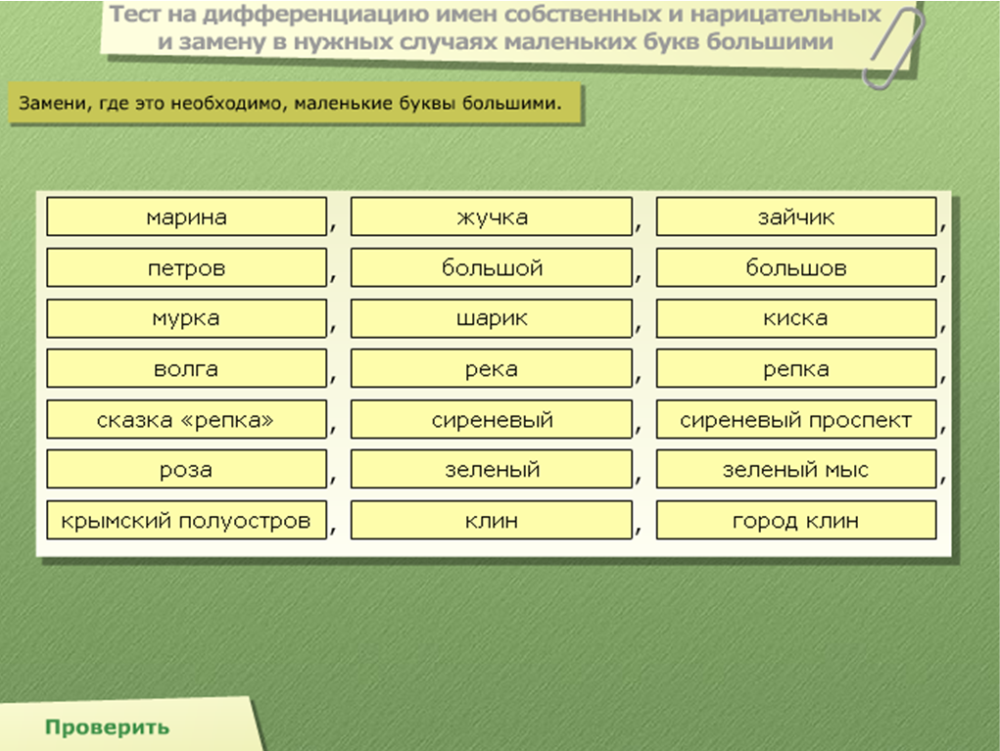 Тест на дифференциацию имен собственных и нарицательных
и замену в нужных случаях маленьких букв большими
Замени, где это необходимо, маленькие буквы большими.
марина, жучка, зайчик,
петров, большой, большов,
мурка, шарик, киска,
волга, река, репка,
сказка «репка», сиреневый, сиреневый проспект,
роза, зеленый, зеленый мыс,
крымский полуостров, клин, город клин
Проверить